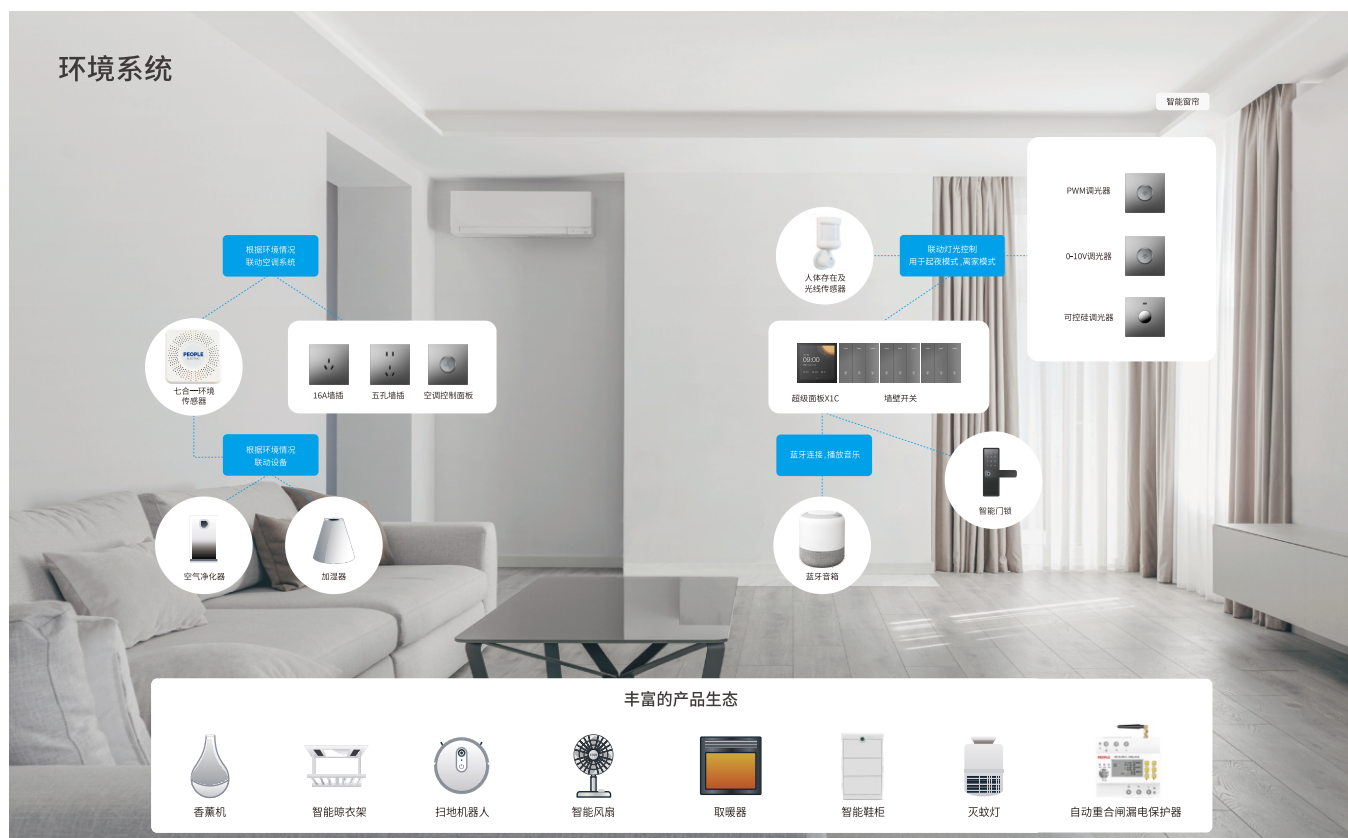 环境系统
智能窗帘
PWM调光器
0-10V调光器
可控硅调光器
根据环境情况
联动空调系统
联动灯光控制
用于起夜模式,离家模式
人体存在及
光线传感器
PEOPLE
七合一环境
传感器
16A墙插
五孔墙插
空调控制面板
09:00
超级面板X1C
墙壁开关
根据环境情况
联动设备
蓝牙连接,播放音乐
智能门锁
空气净化器
加湿器
蓝牙音箱
丰富的产品生态
香薰机
智能晾衣架
扫地机器人
智能风扇
取暖器
智能鞋柜
灭蚊灯
自动重合闸漏电保护器